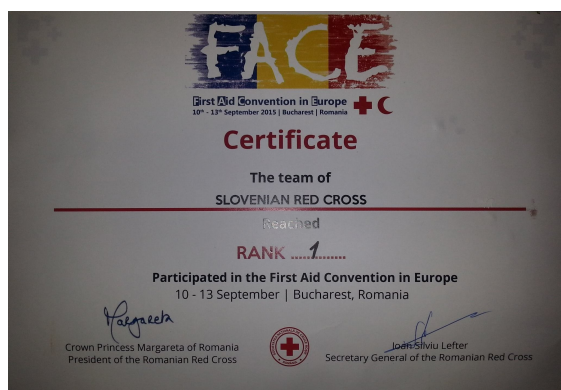 FACE
First Aid Convention in Europe
10th - 13th September 2015 | Bucharest | Romania
Certificate
The team of
SLOVENIAN RED CROSS
Reached
RANK ......1.......
Participated in the First Aid Convention in Europe
10 - 13 September | Bucharest, Romania
Margareta
Crown Princess Margareta of Romania
President of the Romanian Red Cross
Ioan Silviu Lefter
Secretary General of the Romanian Red Cross